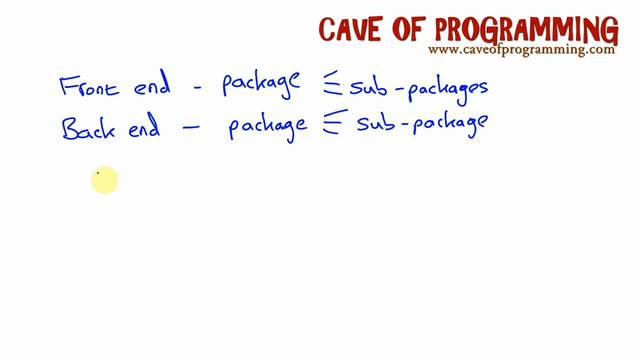 CAVE OF PROGRAMMING
www.caveofprogramming.com
Front end - package sub-packages
Back end - package sub-package